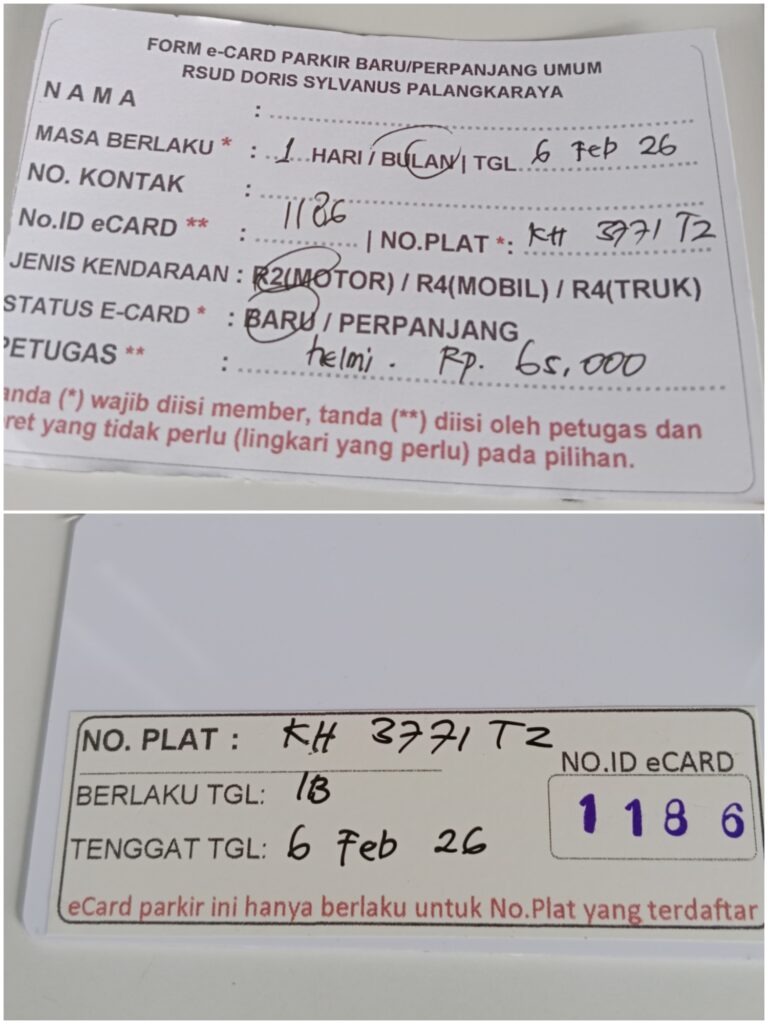 FORM e-CARD PARKIR BARU/PERPANJANG UMUM
RSUD DORIS SYLVANUS PALANGKARAYA
N A M A :
MASA BERLAKU * : 1 HARI / BULAN | TGL 6 Feb 26
NO. KONTAK :
No.ID eCARD ** : 1186 | NO.PLAT *: KH 3771 TZ
JENIS KENDARAAN : R2(MOTOR) / R4(MOBIL) / R4(TRUK)
STATUS E-CARD * : BARU / PERPANJANG
PETUGAS ** : helmi. Rp. 65,000
anda (*) wajib diisi member, tanda (**) diisi oleh petugas dan
ret yang tidak perlu (lingkari yang perlu) pada pilihan.
NO. PLAT : KH 3771 TZ
BERLAKU TGL: 1B
TENGGAT TGL: 6 Feb 26
NO.ID eCARD
1 1 8 6
eCard parkir ini hanya berlaku untuk No.Plat yang terdaftar